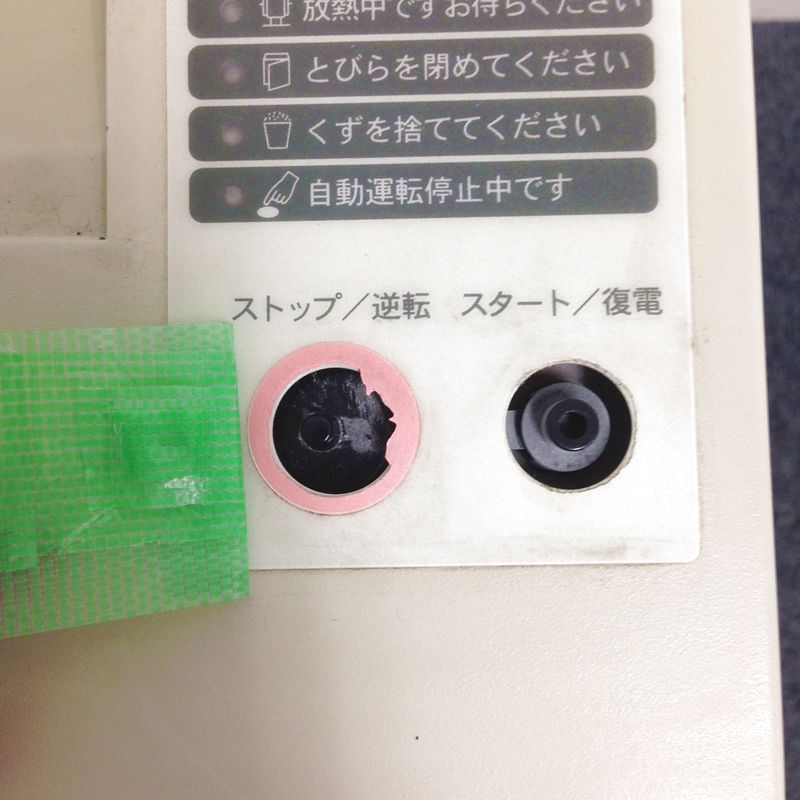 放熱中ですお待ちください
とびらを閉めてください
くずを捨ててください
自動運転停止中です
ストップ／逆転 スタート／復電